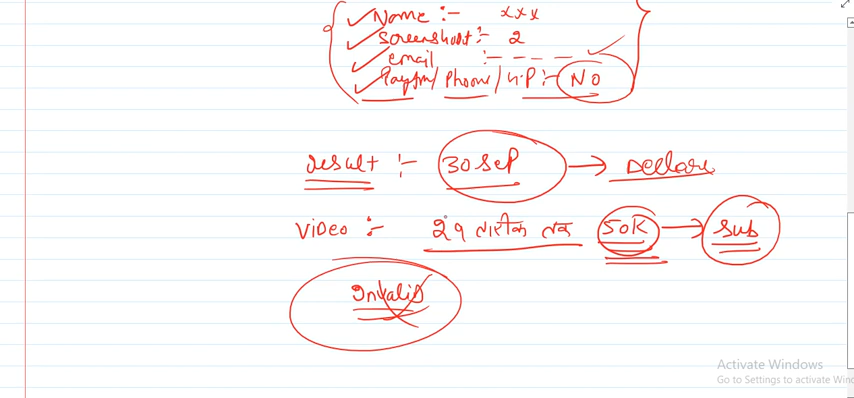 Name :- xxx
Screenshoot :- 2
email :- - - - -
Paytm / Phone / G.P :- NO
result :- 30 Sep → Declare
Video :- 29 तारीक तक 50K → Sub
Invalid
Activate Windows
Go to Settings to activate Win